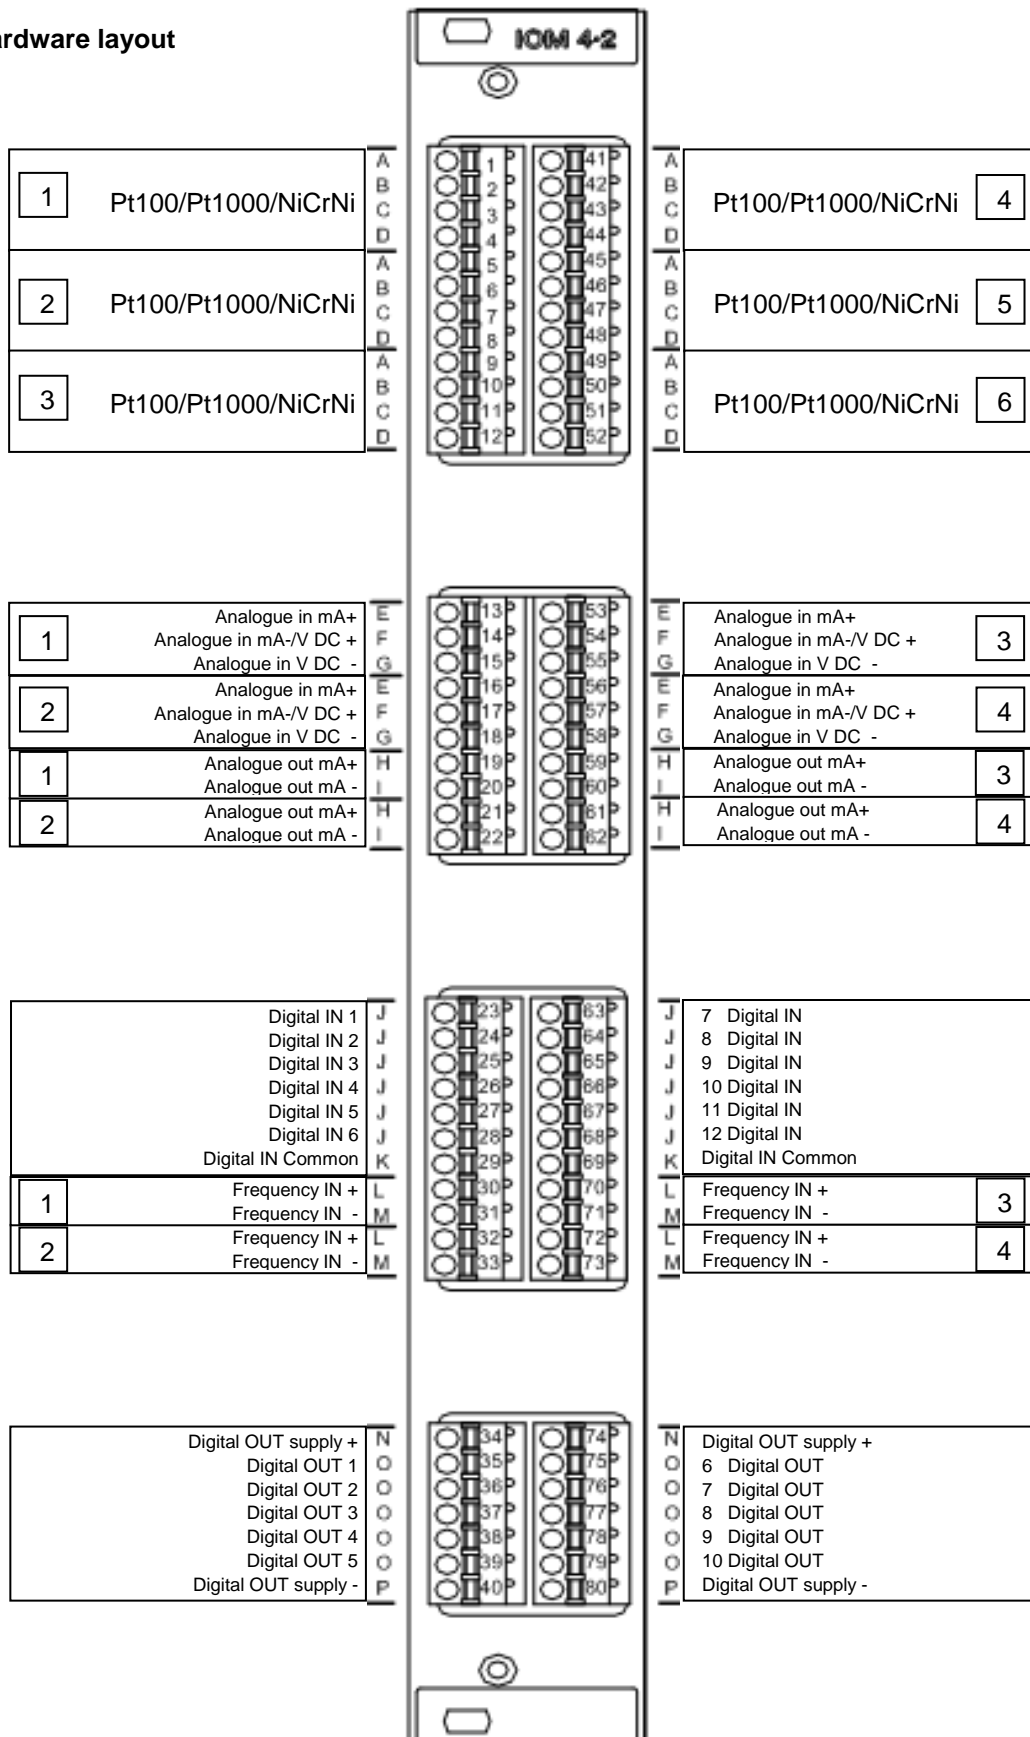 ardware layout
IOM 4-2
1 Pt100/Pt1000/NiCrNi A B C D 1 2 3 4 41 42 43 44 A B C D Pt100/Pt1000/NiCrNi 4
2 Pt100/Pt1000/NiCrNi A B C D 5 6 7 8 45 46 47 48 A B C D Pt100/Pt1000/NiCrNi 5
3 Pt100/Pt1000/NiCrNi A B C D 9 10 11 12 49 50 51 52 A B C D Pt100/Pt1000/NiCrNi 6
1 Analogue in mA+ E 13 53 E Analogue in mA+ 3
Analogue in mA-/V DC + F 14 54 F Analogue in mA-/V DC +
Analogue in V DC - G 15 55 G Analogue in V DC -
2 Analogue in mA+ E 16 56 E Analogue in mA+ 4
Analogue in mA-/V DC + F 17 57 F Analogue in mA-/V DC +
Analogue in V DC - G 18 58 G Analogue in V DC -
1 Analogue out mA+ H 19 59 H Analogue out mA+ 3
Analogue out mA - I 20 60 I Analogue out mA -
2 Analogue out mA+ H 21 61 H Analogue out mA+ 4
Analogue out mA - I 22 62 I Analogue out mA -
Digital IN 1 J 23 63 J 7 Digital IN
Digital IN 2 J 24 64 J 8 Digital IN
Digital IN 3 J 25 65 J 9 Digital IN
Digital IN 4 J 26 66 J 10 Digital IN
Digital IN 5 J 27 67 J 11 Digital IN
Digital IN 6 J 28 68 J 12 Digital IN
Digital IN Common K 29 69 K Digital IN Common
1 Frequency IN + L 30 70 L Frequency IN + 3
Frequency IN - M 31 71 M Frequency IN -
2 Frequency IN + L 32 72 L Frequency IN + 4
Frequency IN - M 33 73 M Frequency IN -
Digital OUT supply + N 34 74 N Digital OUT supply +
Digital OUT 1 O 35 75 O 6 Digital OUT
Digital OUT 2 O 36 76 O 7 Digital OUT
Digital OUT 3 O 37 77 O 8 Digital OUT
Digital OUT 4 O 38 78 O 9 Digital OUT
Digital OUT 5 O 39 79 O 10 Digital OUT
Digital OUT supply - P 40 80 P Digital OUT supply -